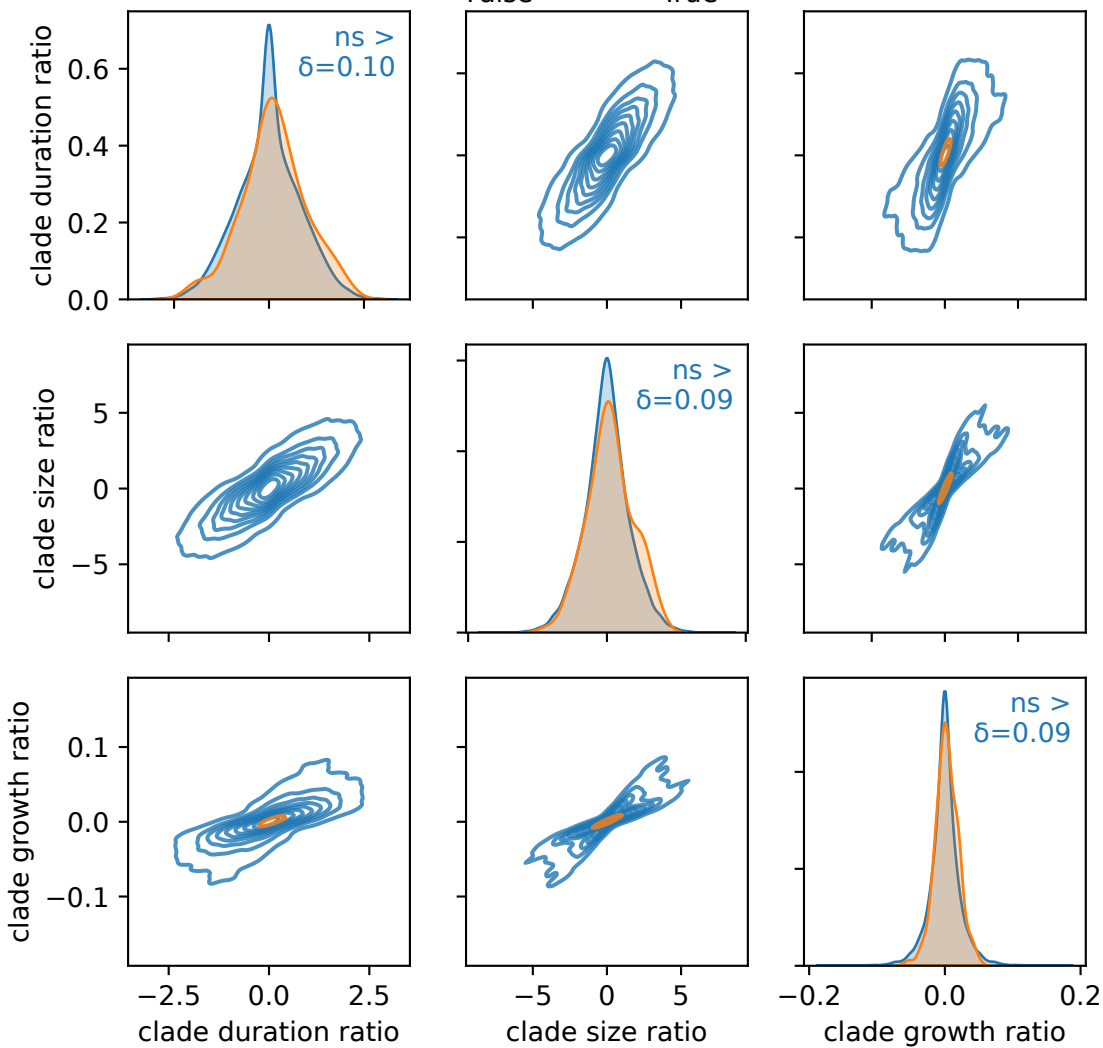 ns >
δ=0.10
clade duration ratio
0.6
0.4
0.2
0.0
ns >
δ=0.09
clade size ratio
5
0
−5
ns >
δ=0.09
clade growth ratio
0.1
0.0
−0.1
−2.5 0.0 2.5
−5 0 5
−0.2 0.0 0.2
clade duration ratio
clade size ratio
clade growth ratio